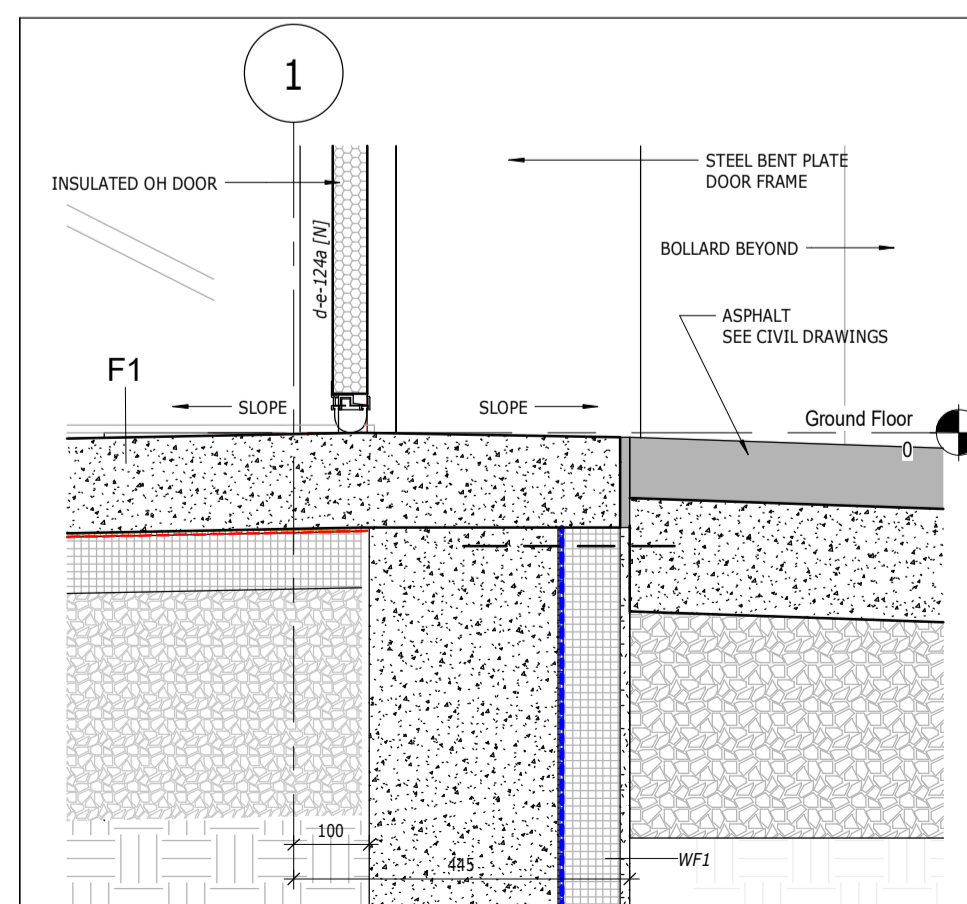 1
STEEL BENT PLATE
DOOR FRAME
INSULATED OH DOOR
d-e-124a [N]
BOLLARD BEYOND
ASPHALT
SEE CIVIL DRAWINGS
F1
SLOPE
SLOPE
Ground Floor
0
100
445
WF1